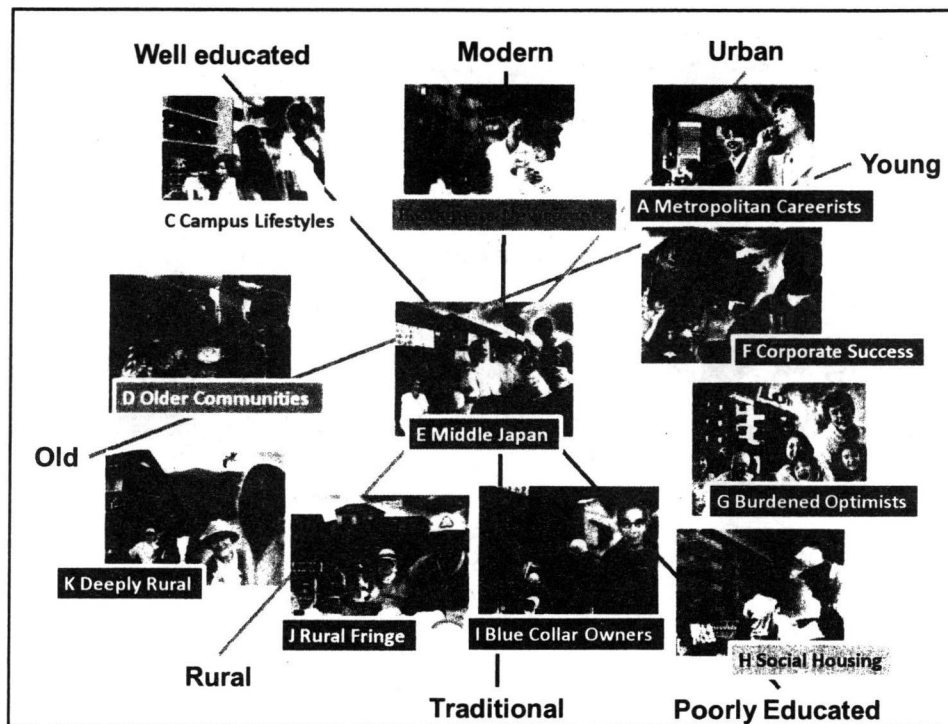 Well educated
Modern
Urban
Young
C Campus Lifestyles
A Metropolitan Careerists
F Corporate Success
D Older Communities
E Middle Japan
Old
G Burdened Optimists
K Deeply Rural
J Rural Fringe
I Blue Collar Owners
H Social Housing
Rural
Traditional
Poorly Educated